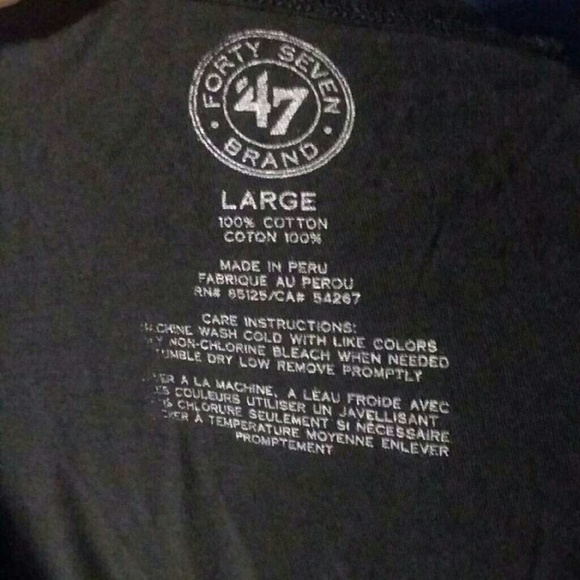 FORTY SEVEN
'47
BRAND
LARGE
100% COTTON
COTON 100%
MADE IN PERU
FABRIQUE AU PEROU
RN# 85125/CA# 54267
CARE INSTRUCTIONS:
MACHINE WASH COLD WITH LIKE COLORS
NON-CHLORINE BLEACH WHEN NEEDED
TUMBLE DRY LOW REMOVE PROMPTLY
A LA MACHINE, A LEAU FROIDE AVEC
COULEURS UTILISER UN JAVELLISANT
CHLORURE SEULEMENT SI NÉCESSAIRE
À TEMPERATURE MOYENNE ENLEVER
PROMPTEMENT